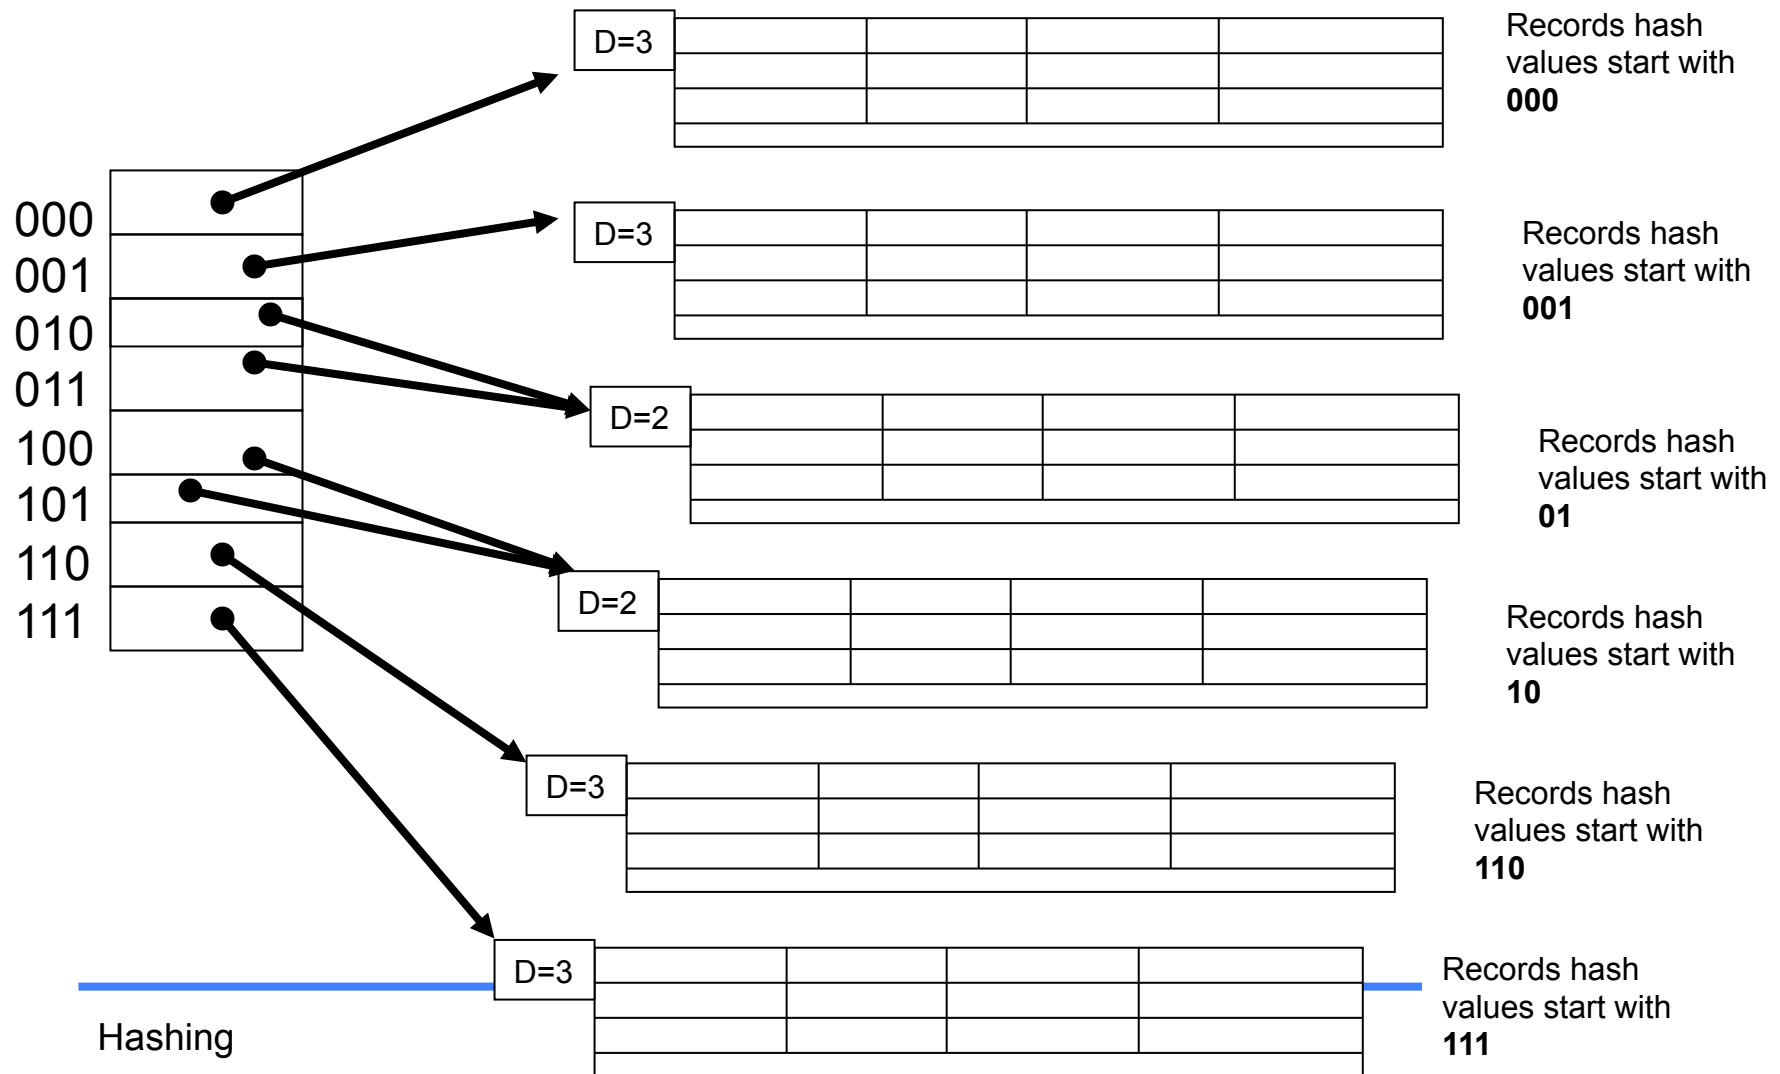 000
001
010
011
100
101
110
111
D=3
Records hash
values start with
000
D=3
Records hash
values start with
001
D=2
Records hash
values start with
01
D=2
Records hash
values start with
10
D=3
Records hash
values start with
110
D=3
Records hash
values start with
111
Hashing